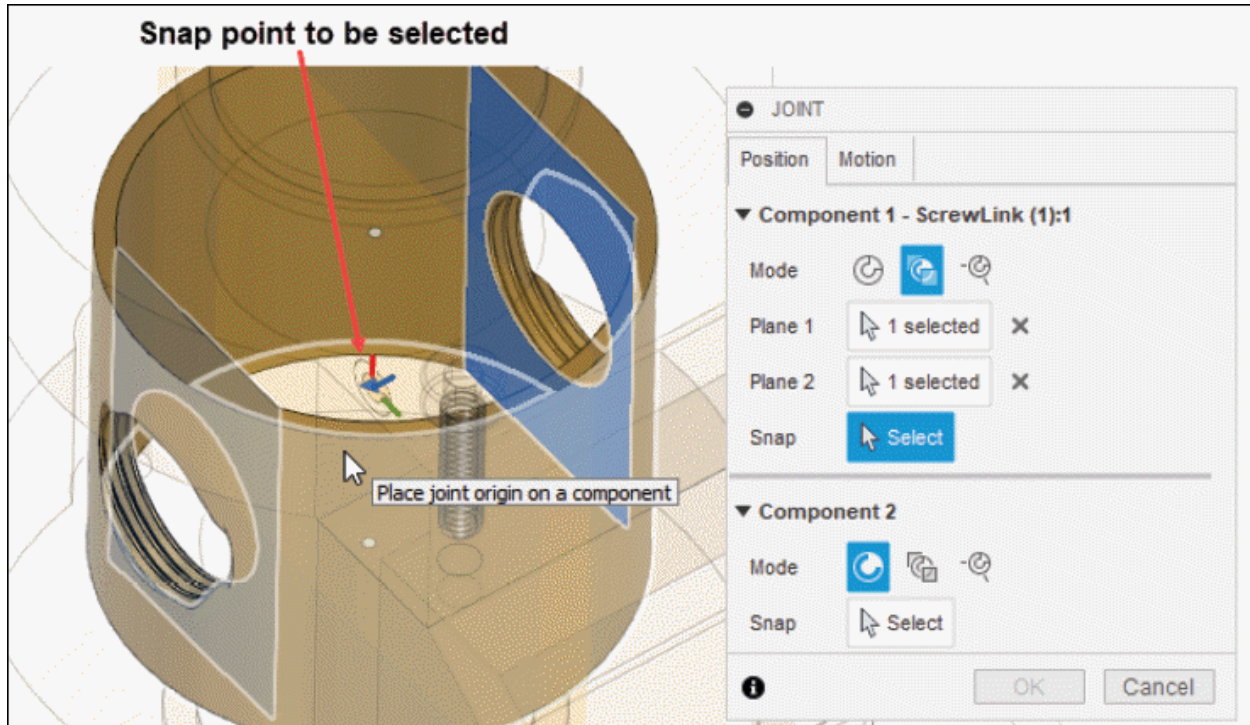 Snap point to be selected
Place joint origin on a component
JOINT
Position Motion
Component 1 - ScrewLink (1):1
Mode
Plane 1 1 selected
Plane 2 1 selected
Snap Select
Component 2
Mode
Snap Select
OK Cancel